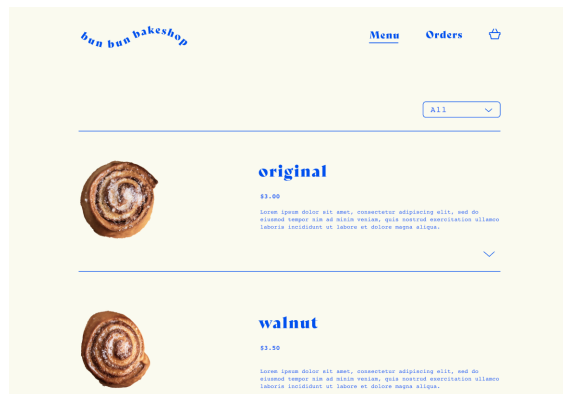 bun bun bakeshop
Menu
Orders
All
original
$3.00
Lorem ipsum dolor sit amet, consectetur adipiscing elit, sed do
eiusmod tempor nim ad minim veniam, quis nostrud exercitation ullamco
laboris incididunt ut labore et dolore magna aliqua.
walnut
$3.50
Lorem ipsum dolor sit amet, consectetur adipiscing elit, sed do
eiusmod tempor nim ad minim veniam, quis nostrud exercitation ullamco
laboris incididunt ut labore et dolore magna aliqua.